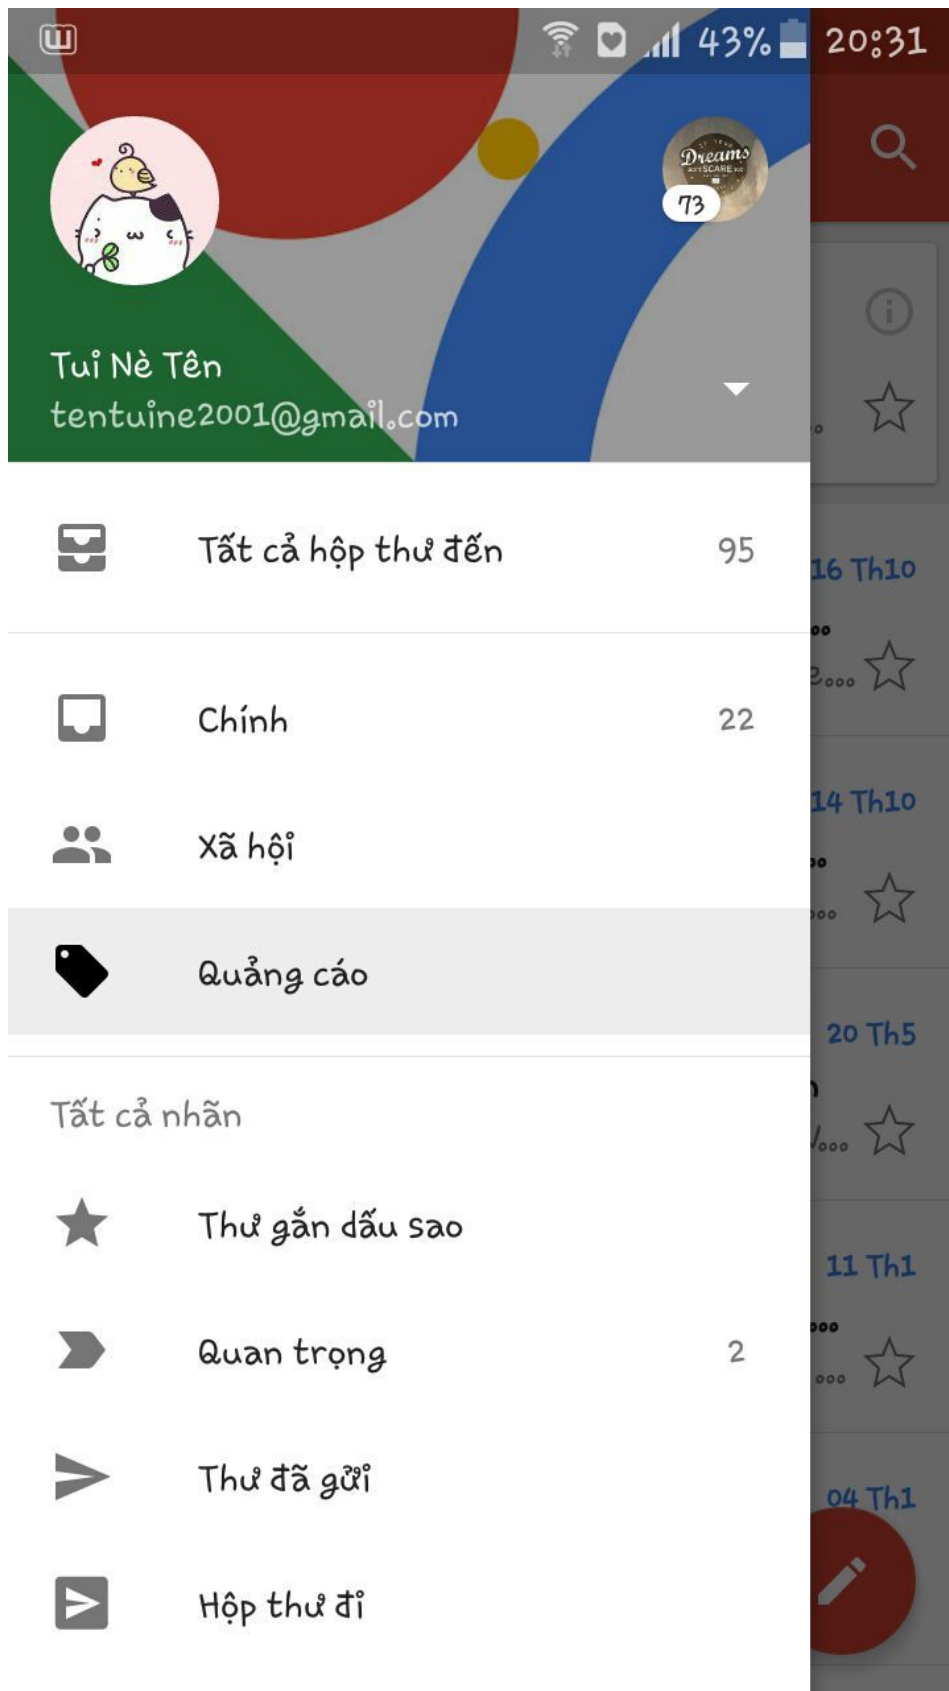 43% 20:31
Dreams
SCARE
73
Tui Nè Tên
tentuine2001@gmail.com
Tất cả hộp thư đến 95
16 Th10
Chính 22
14 Th10
Xã hội
Quảng cáo
20 Th5
Tất cả nhãn
Thư gắn dấu sao
11 Th1
Quan trọng 2
Thư đã gửi
04 Th1
Hộp thư đi